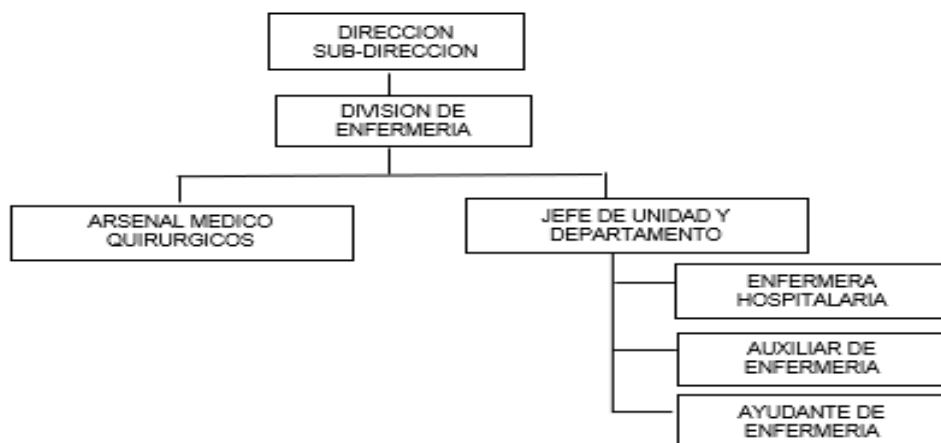 DIRECCION
SUB-DIRECCION
DIVISION DE
ENFERMERIA
ARSENAL MEDICO
QUIRURGICOS
JEFE DE UNIDAD Y
DEPARTAMENTO
ENFERMERA
HOSPITALARIA
AUXILIAR DE
ENFERMERIA
AYUDANTE DE
ENFERMERIA